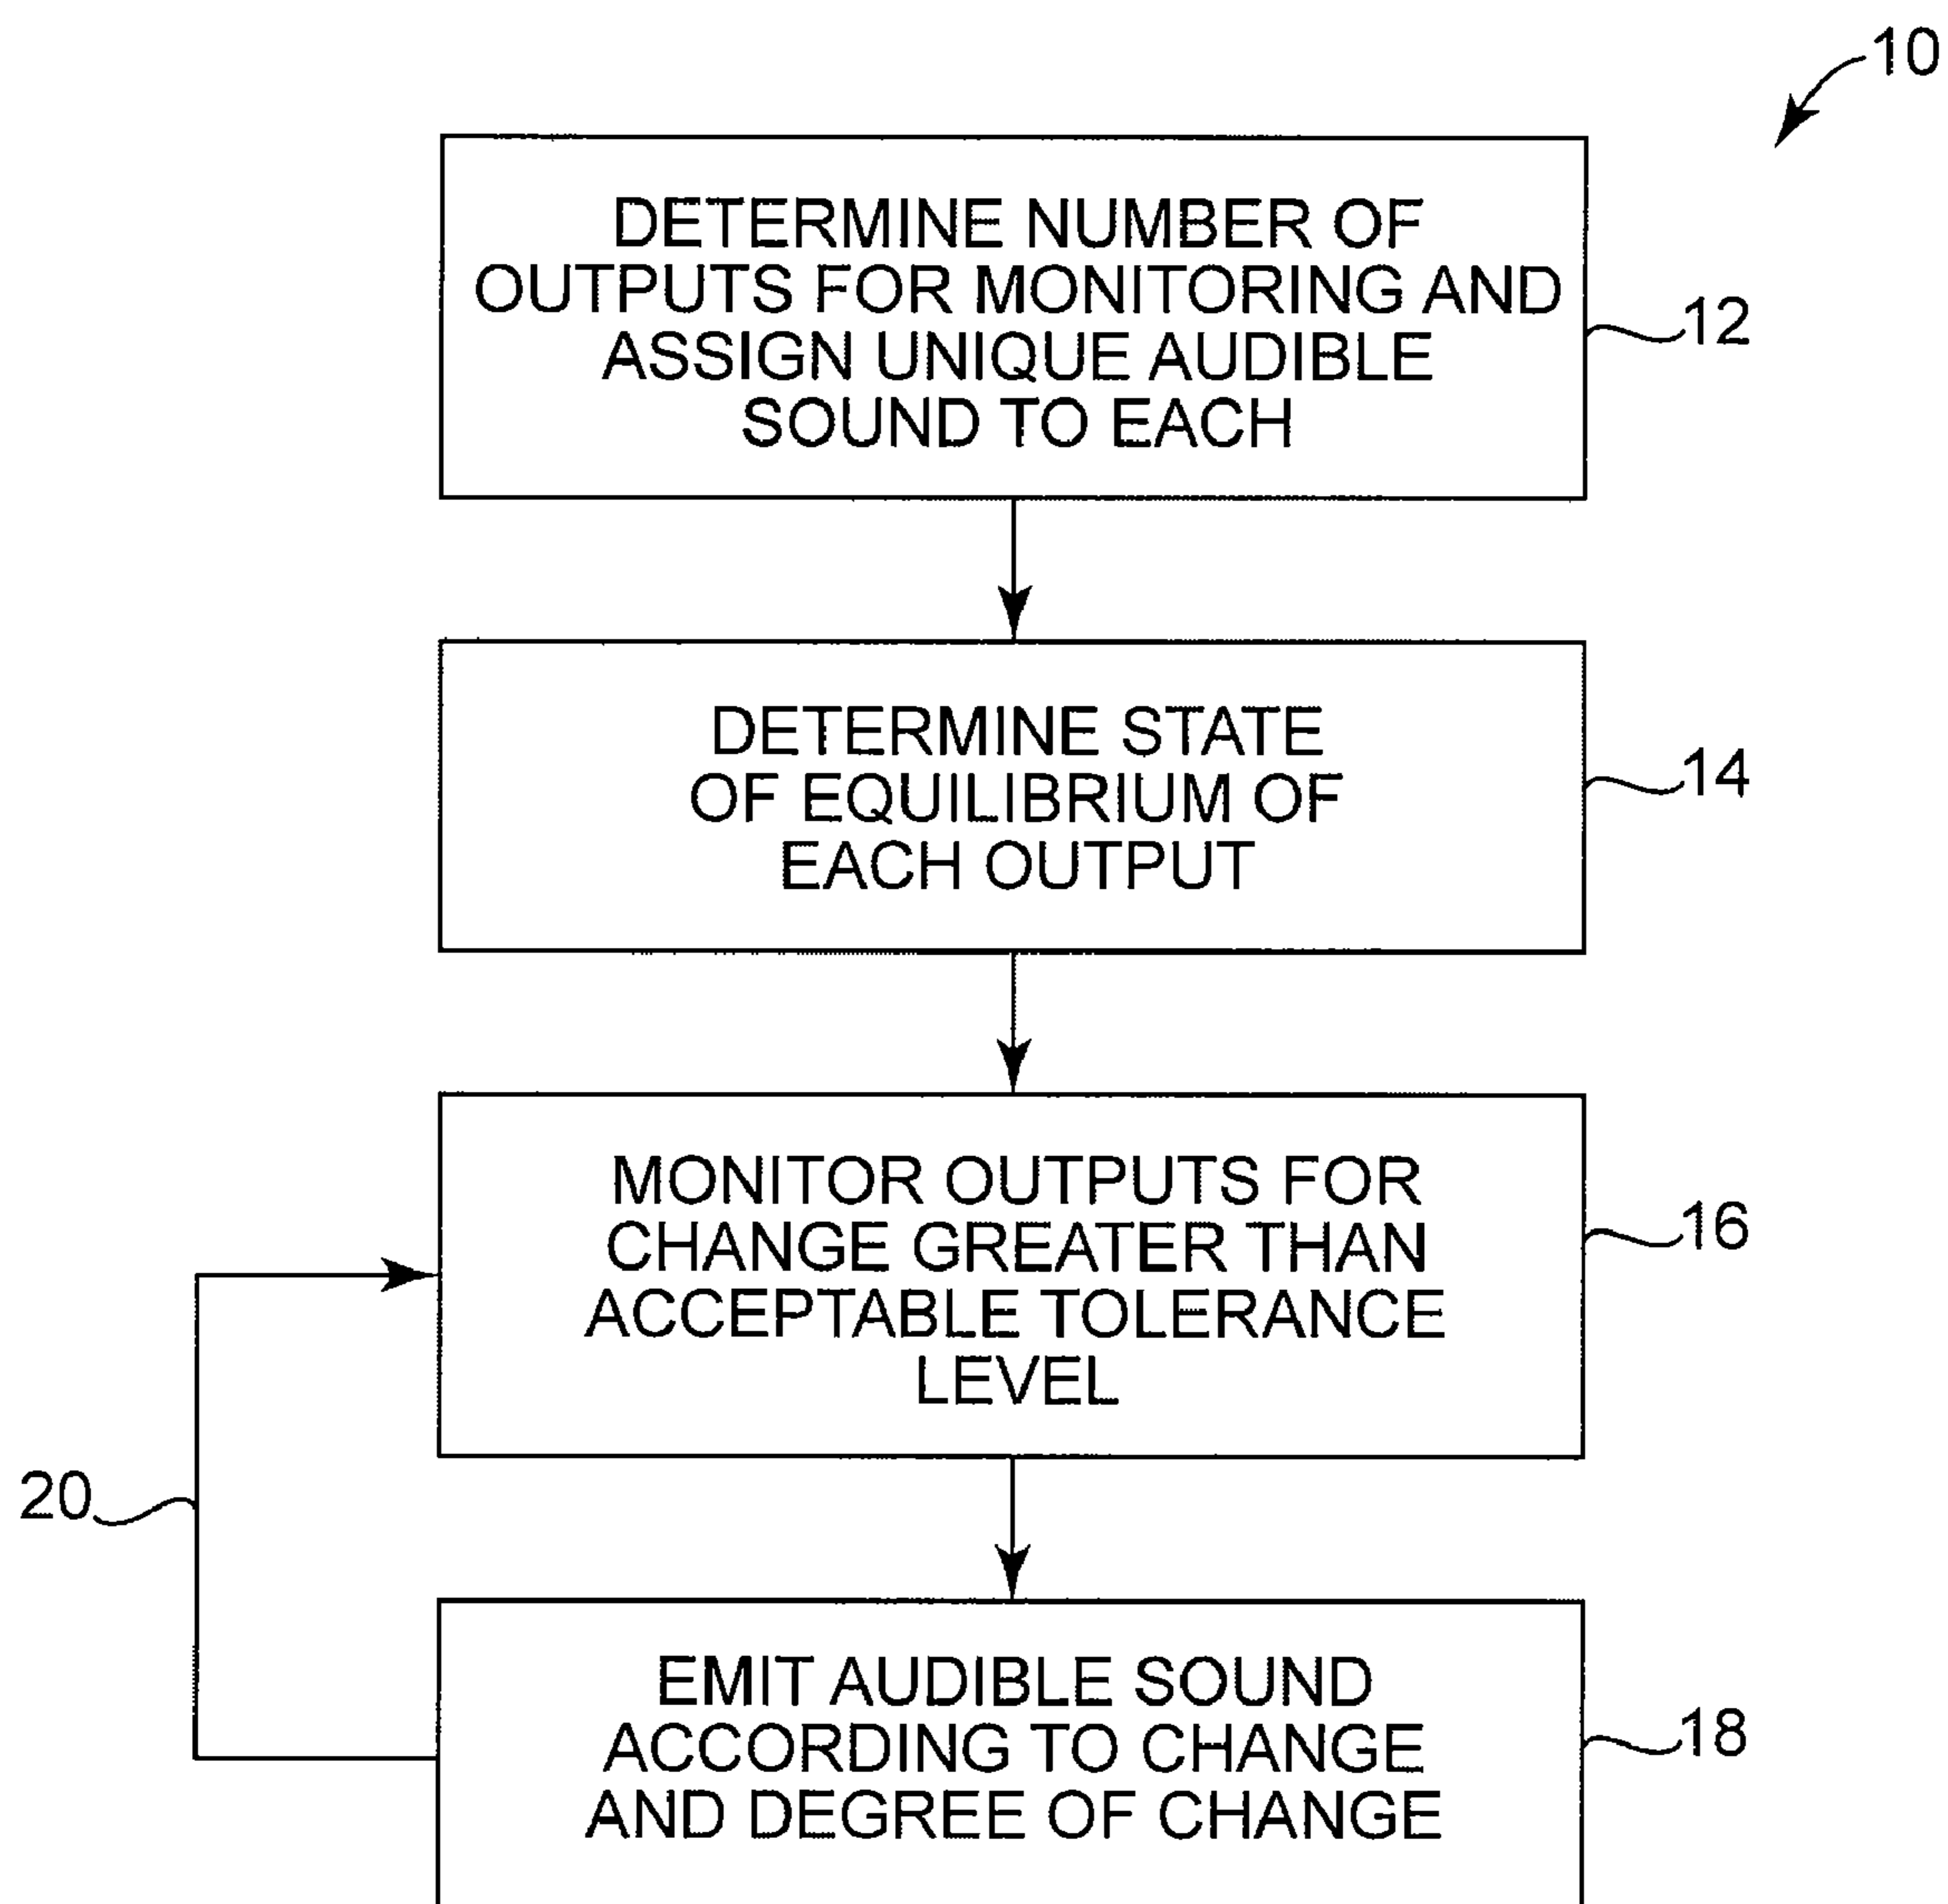 10
DETERMINE NUMBER OF
OUTPUTS FOR MONITORING AND
ASSIGN UNIQUE AUDIBLE
SOUND TO EACH
12
DETERMINE STATE
OF EQUILIBRIUM OF
EACH OUTPUT
14
MONITOR OUTPUTS FOR
CHANGE GREATER THAN
ACCEPTABLE TOLERANCE
LEVEL
16
20
EMIT AUDIBLE SOUND
ACCORDING TO CHANGE
AND DEGREE OF CHANGE
18